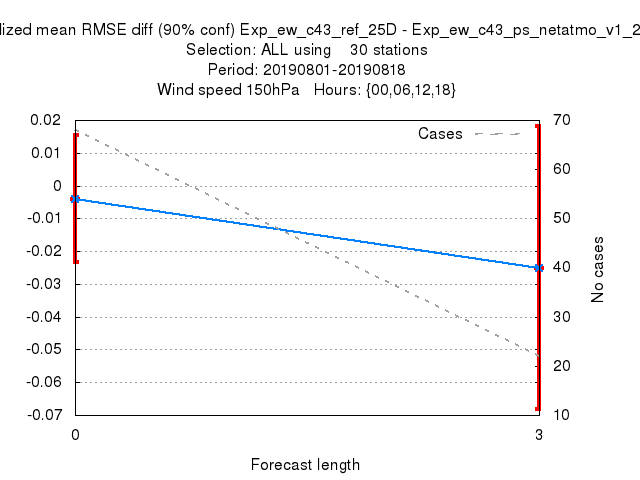 lized mean RMSE diff (90% conf) Exp_ew_c43_ref_25D - Exp_ew_c43_ps_netatmo_v1_2
Selection: ALL using 30 stations
Period: 20190801-20190818
Wind speed 150hPa Hours: {00,06,12,18}
Cases
0.02
0.01
0
-0.01
-0.02
-0.03
-0.04
-0.05
-0.06
-0.07
70
60
50
40
30
20
10
No cases
0
3
Forecast length